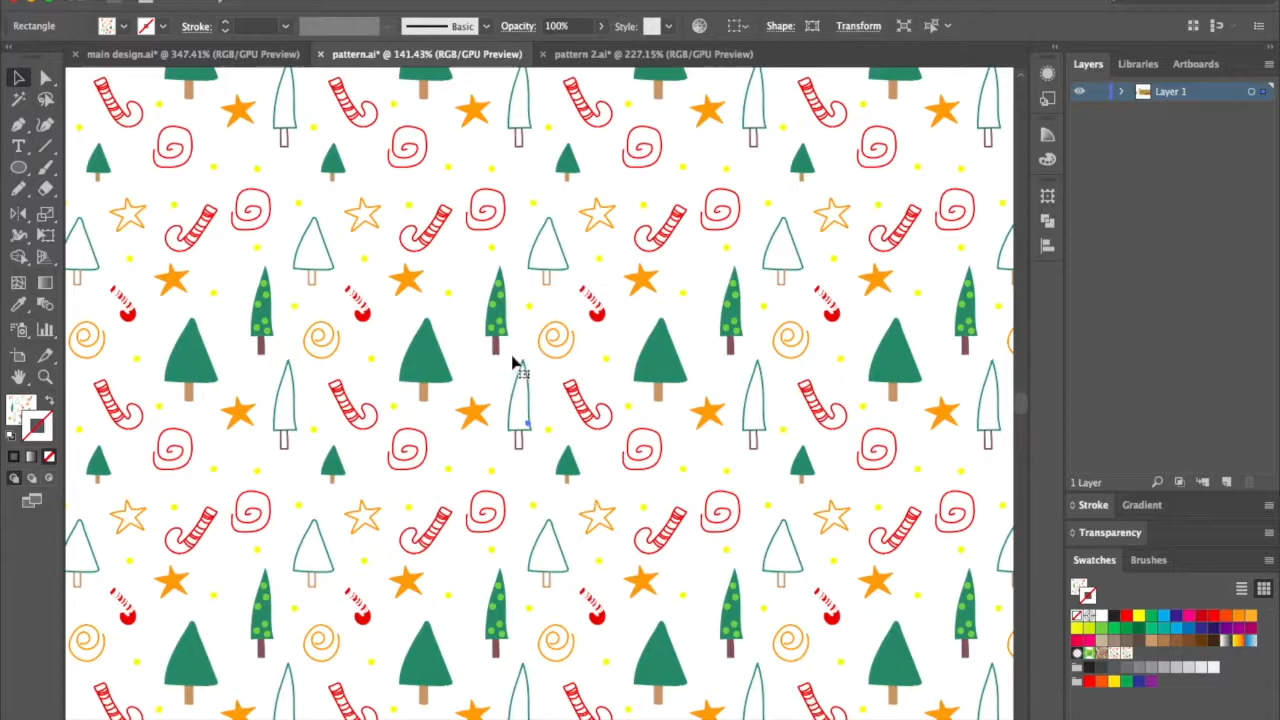 Rectangle
Stroke:
Basic
Opacity: 100%
Style:
Shape:
Transform
main design.ai* @ 347.41% (RGB/GPU Preview)
pattern.ai* @ 141.43% (RGB/GPU Preview)
pattern 2.ai* @ 227.15% (RGB/GPU Preview)
Layers
Libraries
Artboards
Layer 1
1 Layer
Stroke
Gradient
Transparency
Swatches
Brushes